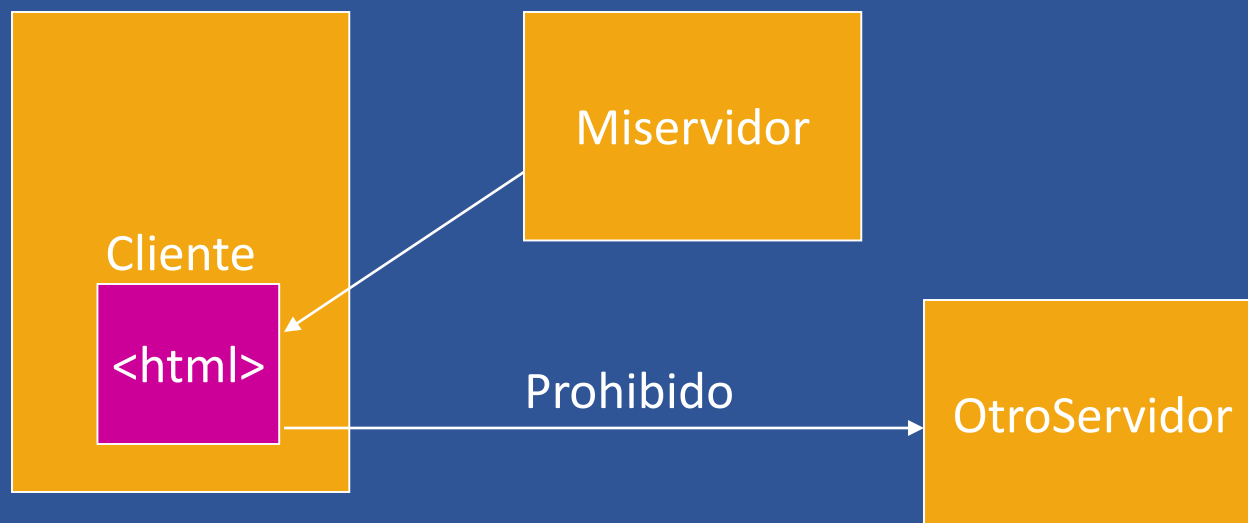 Miservidor
Cliente
<html>
Prohibido
OtroServidor